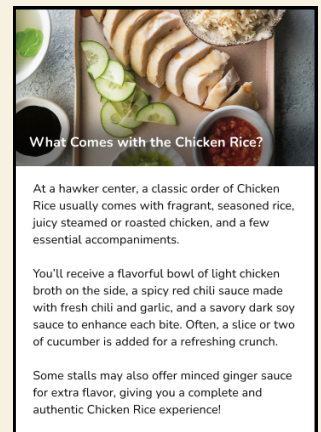 What Comes with the Chicken Rice?
At a hawker center, a classic order of Chicken
Rice usually comes with fragrant, seasoned rice,
juicy steamed or roasted chicken, and a few
essential accompaniments.
You'll receive a flavorful bowl of light chicken
broth on the side, a spicy red chili sauce made
with fresh chili and garlic, and a savory dark soy
sauce to enhance each bite. Often, a slice or two
of cucumber is added for a refreshing crunch.
Some stalls may also offer minced ginger sauce
for extra flavor, giving you a complete and
authentic Chicken Rice experience!